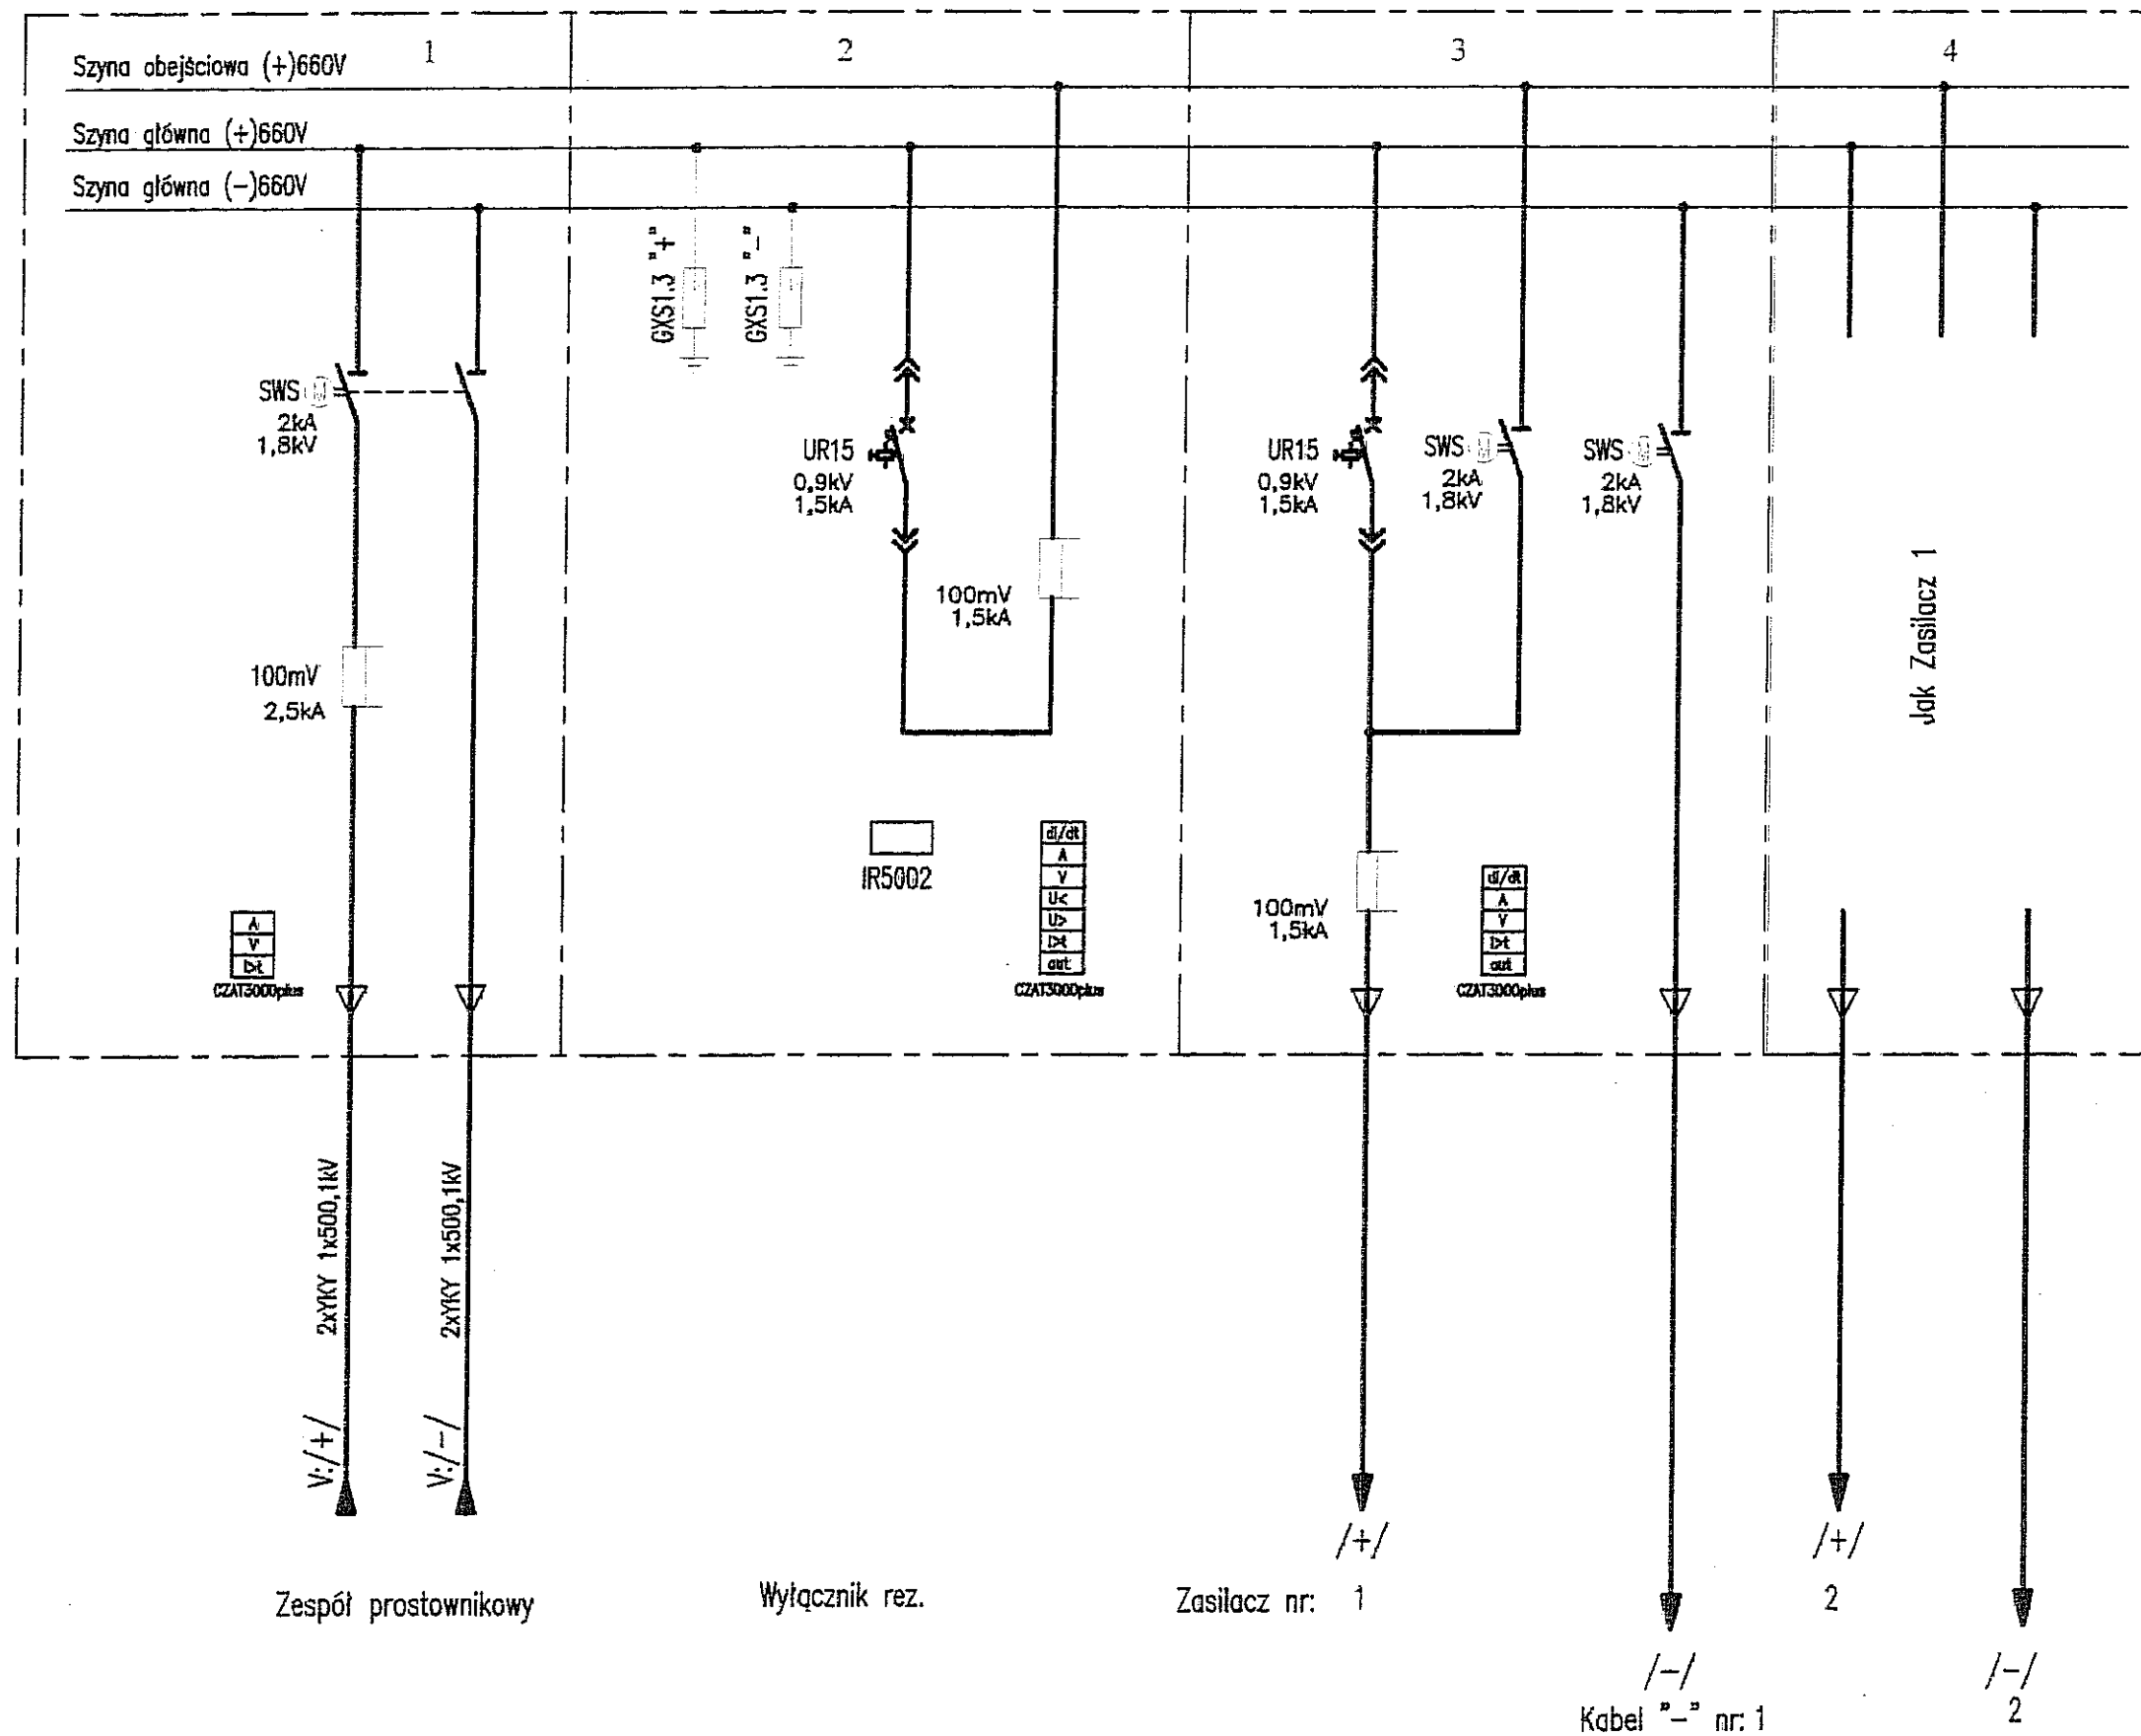 1
2
3
4
Szyna obejściowa (+)660V
Szyna główna (+)660V
Szyna główna (-)660V
GXS1.3 "+"
GXS1.3 "-"
SWS M
2kA
1,8kV
UR15
0,9kV
1,5kA
UR15
0,9kV
1,5kA
SWS M
2kA
1,8kV
SWS M
2kA
1,8kV
100mV
1,5kA
Jak Zasilacz 1
100mV
2,5kA
IR5002
di/dt
A
V
U<
U>
I>t
aut
CZAT3000plus
100mV
1,5kA
di/dt
A
V
I>t
aut
CZAT3000plus
A
V
I>t
CZAT3000plus
2xYKY 1x500,1kV
2xYKY 1x500,1kV
V:/+/
V:/-/
/+/
/+/
Zespół prostownikowy
Wyłącznik rez.
Zasilacz nr: 1
2
/-/
/-/
Kabel "-" nr: 1
2